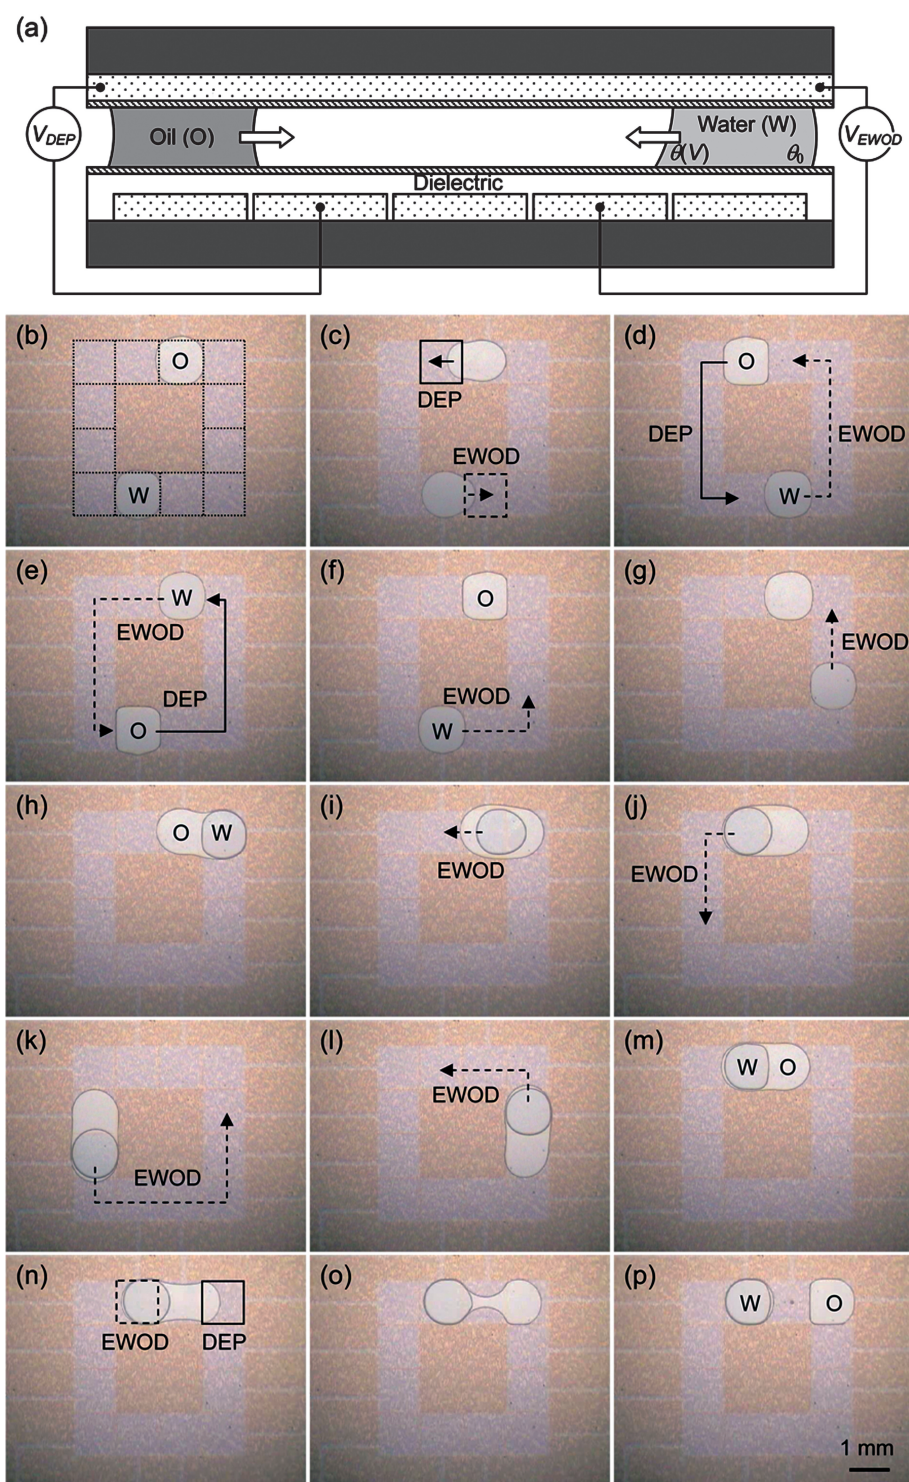 (a)
V_DEP
Oil (O)
Water (W)
V_EWOD
θ(V)
θ₀
Dielectric
(b)
O
W
(c)
DEP
EWOD
(d)
O
DEP
EWOD
W
(e)
W
EWOD
DEP
O
(f)
O
EWOD
W
(g)
EWOD
(h)
O W
(i)
EWOD
(j)
EWOD
(k)
EWOD
(l)
EWOD
(m)
W O
(n)
EWOD DEP
(o)
(p)
W O
1 mm